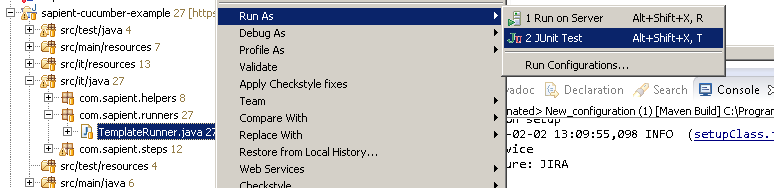 sapient-cucumber-example 27 [https
src/test/java 4
src/main/resources 7
src/it/resources 13
src/it/java 27
com.sapient.helpers 8
com.sapient.runners 27
TemplateRunner.java 27
com.sapient.steps 12
src/test/resources 4
src/main/java 6
Run As
Debug As
Profile As
Validate
Apply Checkstyle fixes
Team
Compare With
Replace With
Restore from Local History...
Web Services
Checkstyle
1 Run on Server Alt+Shift+X, R
2 JUnit Test Alt+Shift+X, T
Run Configurations...
vadoc Declaration Search Console
nated> New_configuration (1) [Maven Build] C:\Program
on setup
-02-02 13:09:55,098 INFO (setupClass.
vice
ure: JIRA